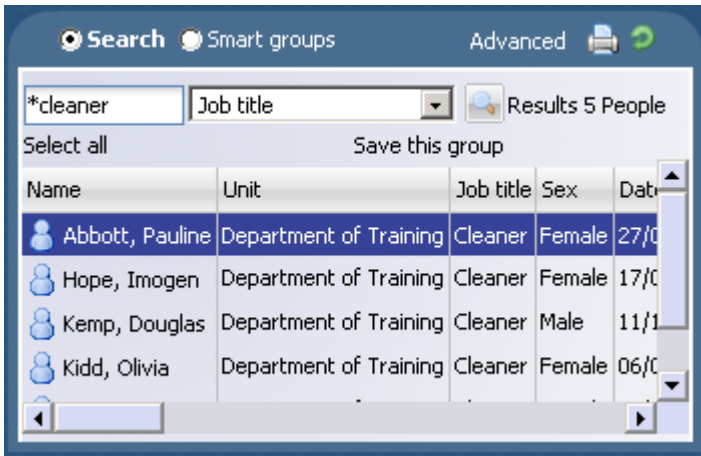 Search Smart groups Advanced
*cleaner Job title Results 5 People
Select all Save this group
Name Unit Job title Sex
Abbott, Pauline Department of Training Cleaner Female 27/0
Hope, Imogen Department of Training Cleaner Female 17/0
Kemp, Douglas Department of Training Cleaner Male 11/1
Kidd, Olivia Department of Training Cleaner Female 06/0